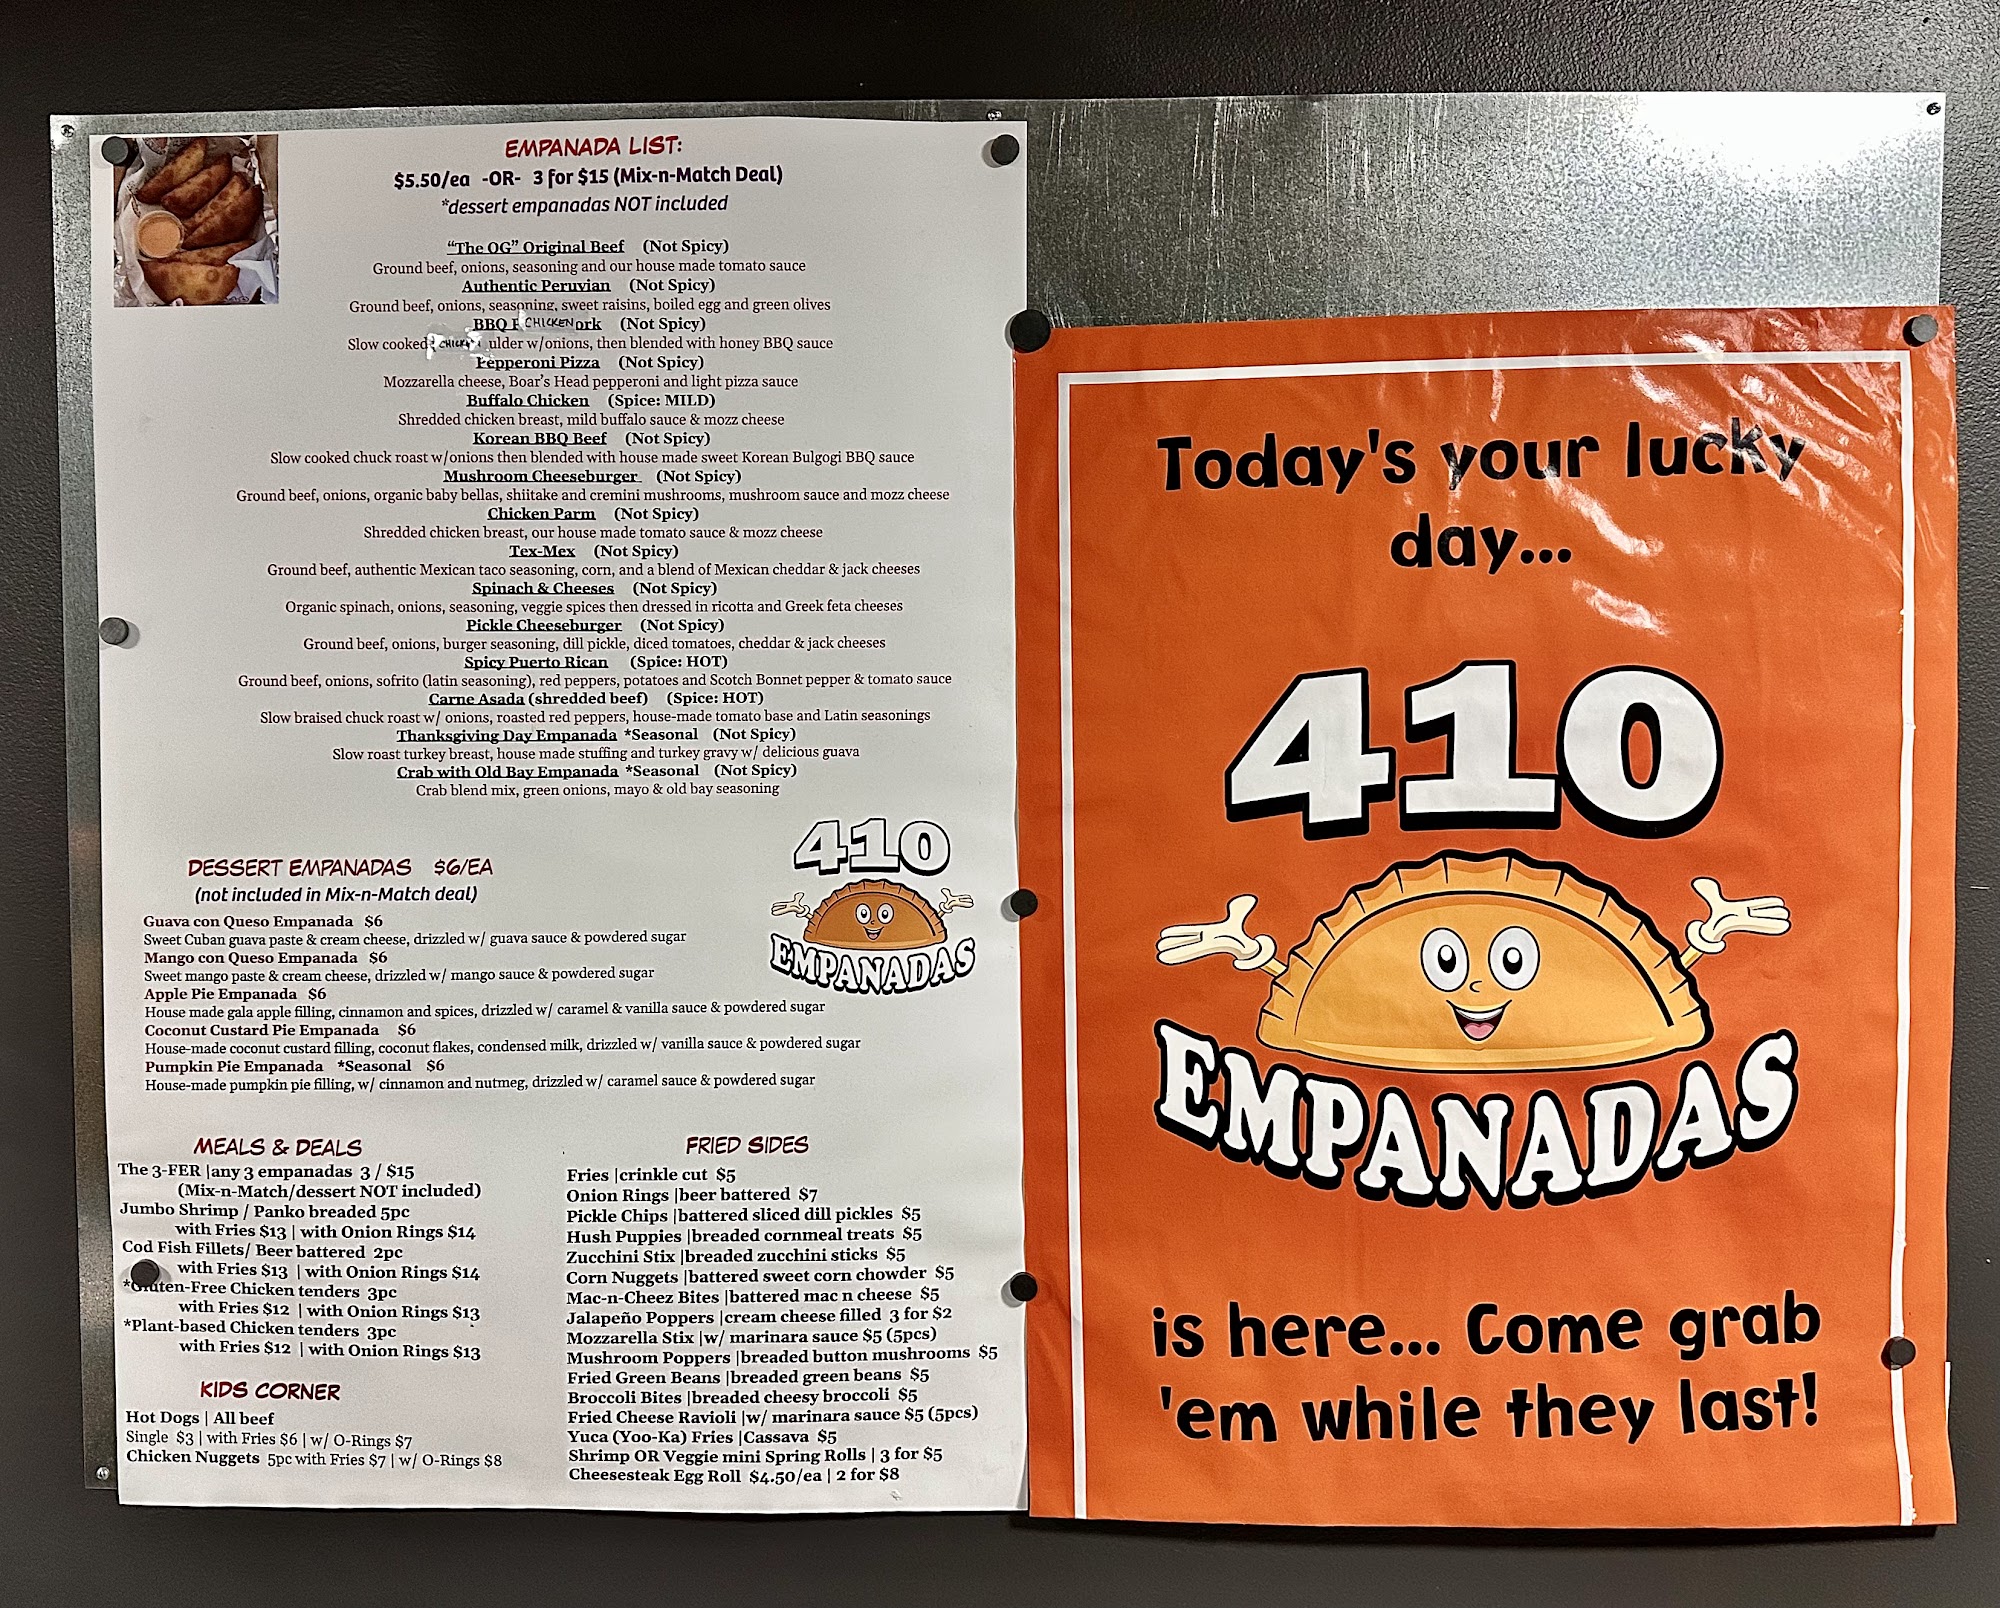 EMPANADA LIST:
$5.50/ea -OR- 3 for $15 (Mix-n-Match Deal)
*dessert empanadas NOT included
"The OG" Original Beef (Not Spicy)
Ground beef, onions, seasoning and our house made tomato sauce
Authentic Peruvian (Not Spicy)
Ground beef, onions, seasoning, sweet raisins, boiled egg and green olives
BBQ P CHICKEN ork (Not Spicy)
Slow cooked CHICKEN ulder w/onions, then blended with honey BBQ sauce
Pepperoni Pizza (Not Spicy)
Mozzarella cheese, Boar's Head pepperoni and light pizza sauce
Buffalo Chicken (Spice: MILD)
Shredded chicken breast, mild buffalo sauce & mozz cheese
Korean BBQ Beef (Not Spicy)
Slow cooked chuck roast w/onions then blended with house made sweet Korean Bulgogi BBQ sauce
Mushroom Cheeseburger (Not Spicy)
Ground beef, onions, organic baby bellas, shiitake and cremini mushrooms, mushroom sauce and mozz cheese
Chicken Parm (Not Spicy)
Shredded chicken breast, our house made tomato sauce & mozz cheese
Tex-Mex (Not Spicy)
Ground beef, authentic Mexican taco seasoning, corn, and a blend of Mexican cheddar & jack cheeses
Spinach & Cheeses (Not Spicy)
Organic spinach, onions, seasoning, veggie spices then dressed in ricotta and Greek feta cheeses
Pickle Cheeseburger (Not Spicy)
Ground beef, onions, burger seasoning, dill pickle, diced tomatoes, cheddar & jack cheeses
Spicy Puerto Rican (Spice: HOT)
Ground beef, onions, sofrito (latin seasoning), red peppers, potatoes and Scotch Bonnet pepper & tomato sauce
Carne Asada (shredded beef) (Spice: HOT)
Slow braised chuck roast w/ onions, roasted red peppers, house-made tomato base and Latin seasonings
Thanksgiving Day Empanada *Seasonal (Not Spicy)
Slow roast turkey breast, house made stuffing and turkey gravy w/ delicious guava
Crab with Old Bay Empanada *Seasonal (Not Spicy)
Crab blend mix, green onions, mayo & old bay seasoning
DESSERT EMPANADAS $6/EA
(not included in Mix-n-Match deal)
Guava con Queso Empanada $6
Sweet Cuban guava paste & cream cheese, drizzled w/ guava sauce & powdered sugar
Mango con Queso Empanada $6
Sweet mango paste & cream cheese, drizzled w/ mango sauce & powdered sugar
Apple Pie Empanada $6
House made gala apple filling, cinnamon and spices, drizzled w/ caramel & vanilla sauce & powdered sugar
Coconut Custard Pie Empanada $6
House-made coconut custard filling, coconut flakes, condensed milk, drizzled w/ vanilla sauce & powdered sugar
Pumpkin Pie Empanada *Seasonal $6
House-made pumpkin pie filling, w/ cinnamon and nutmeg, drizzled w/ caramel sauce & powdered sugar
410
EMPANADAS
MEALS & DEALS
The 3-FER |any 3 empanadas 3 / $15
(Mix-n-Match/dessert NOT included)
Jumbo Shrimp / Panko breaded 5pc
with Fries $13 | with Onion Rings $14
Cod Fish Fillets/ Beer battered 2pc
with Fries $13 | with Onion Rings $14
*Gluten-Free Chicken tenders 3pc
with Fries $12 | with Onion Rings $13
*Plant-based Chicken tenders 3pc
with Fries $12 | with Onion Rings $13
KIDS CORNER
Hot Dogs | All beef
Single $3 | with Fries $6 | w/ O-Rings $7
Chicken Nuggets 5pc with Fries $7 | w/ O-Rings $8
FRIED SIDES
Fries |crinkle cut $5
Onion Rings |beer battered $7
Pickle Chips |battered sliced dill pickles $5
Hush Puppies |breaded cornmeal treats $5
Zucchini Stix |breaded zucchini sticks $5
Corn Nuggets |battered sweet corn chowder $5
Mac-n-Cheez Bites |battered mac n cheese $5
Jalapeño Poppers |cream cheese filled 3 for $2
Mozzarella Stix |w/ marinara sauce $5 (5pcs)
Mushroom Poppers |breaded button mushrooms $5
Fried Green Beans |breaded green beans $5
Broccoli Bites |breaded cheesy broccoli $5
Fried Cheese Ravioli |w/ marinara sauce $5 (5pcs)
Yuca (Yoo-Ka) Fries |Cassava $5
Shrimp OR Veggie mini Spring Rolls | 3 for $5
Cheesesteak Egg Roll $4.50/ea | 2 for $8
Today's your lucky
day...
410
EMPANADAS
is here... Come grab
'em while they last!